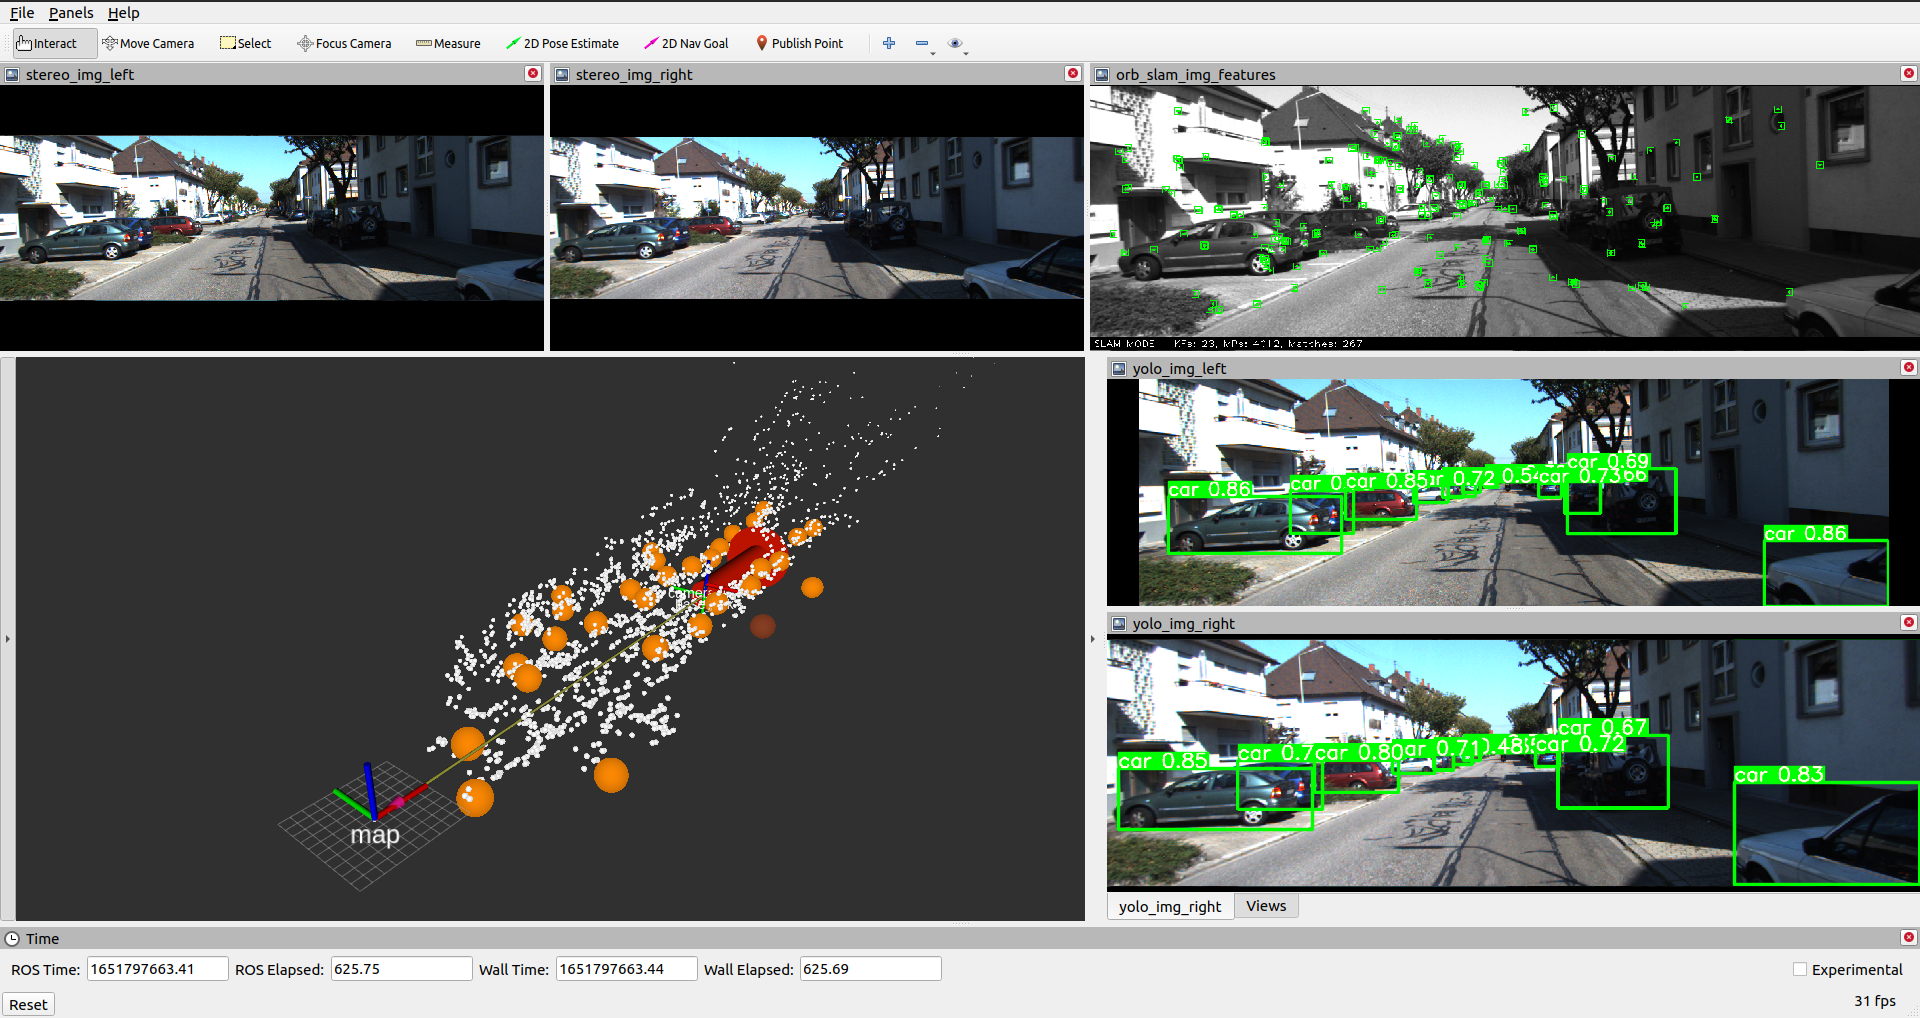 File Panels Help
Interact Move Camera Select Focus Camera Measure 2D Pose Estimate 2D Nav Goal Publish Point
stereo_img_left
stereo_img_right
orb_slam_img_features
SLAM MODE | KFs: 23, MPs: 4012, Matches: 267
map
yolo_img_left
car 0.86
car 0
car 0.85
0.72
0.5
car 0.73
66
car 0.69
car 0.86
yolo_img_right
car 0.85
car 0.7
car 0.80
car 0.71
0.48
car 0.72
car 0.67
car 0.83
yolo_img_right Views
Time
ROS Time: 1651797663.41 ROS Elapsed: 625.75 Wall Time: 1651797663.44 Wall Elapsed: 625.69 Experimental
Reset 31 fps